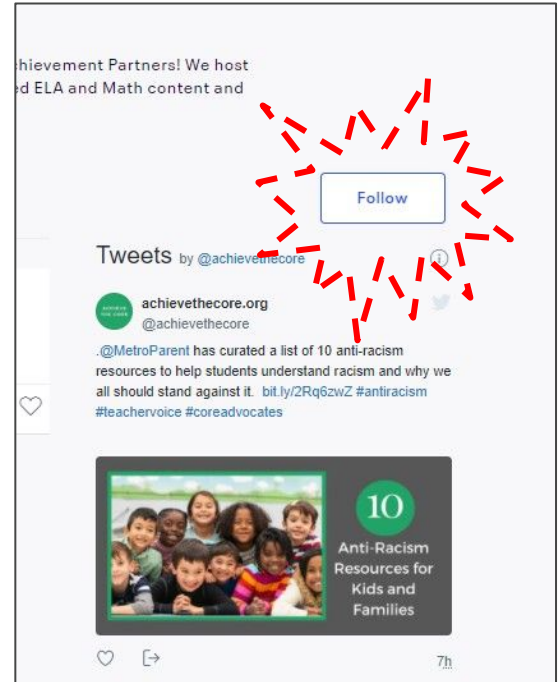 hievement Partners! We host
ed ELA and Math content and
Follow
Tweets by @achievethecore
achievethecore.org
@achievethecore
.@MetroParent has curated a list of 10 anti-racism
resources to help students understand racism and why we
all should stand against it. bit.ly/2Rq6zwZ #antiracism
#teachervoice #coreadvocates
10
Anti-Racism
Resources for
Kids and
Families
7h